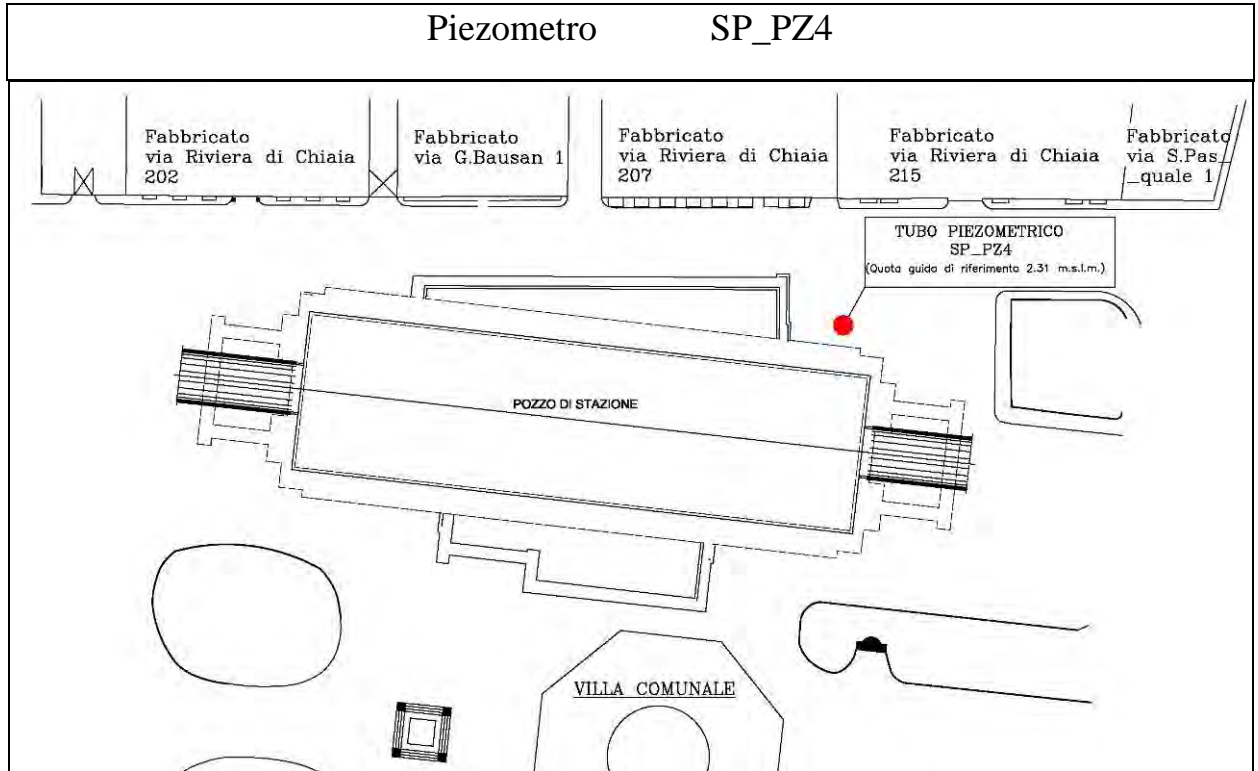 Piezometro SP_PZ4
Fabbricato
via Riviera di Chiaia
202
Fabbricato
via G.Bausan 1
Fabbricato
via Riviera di Chiaia
207
Fabbricato
via Riviera di Chiaia
215
Fabbricato
via S.Pas_
_quale 1
TUBO PIEZOMETRICO
SP_PZ4
(Quota guida di riferimento 2.31 m.s.l.m.)
POZZO DI STAZIONE
VILLA COMUNALE